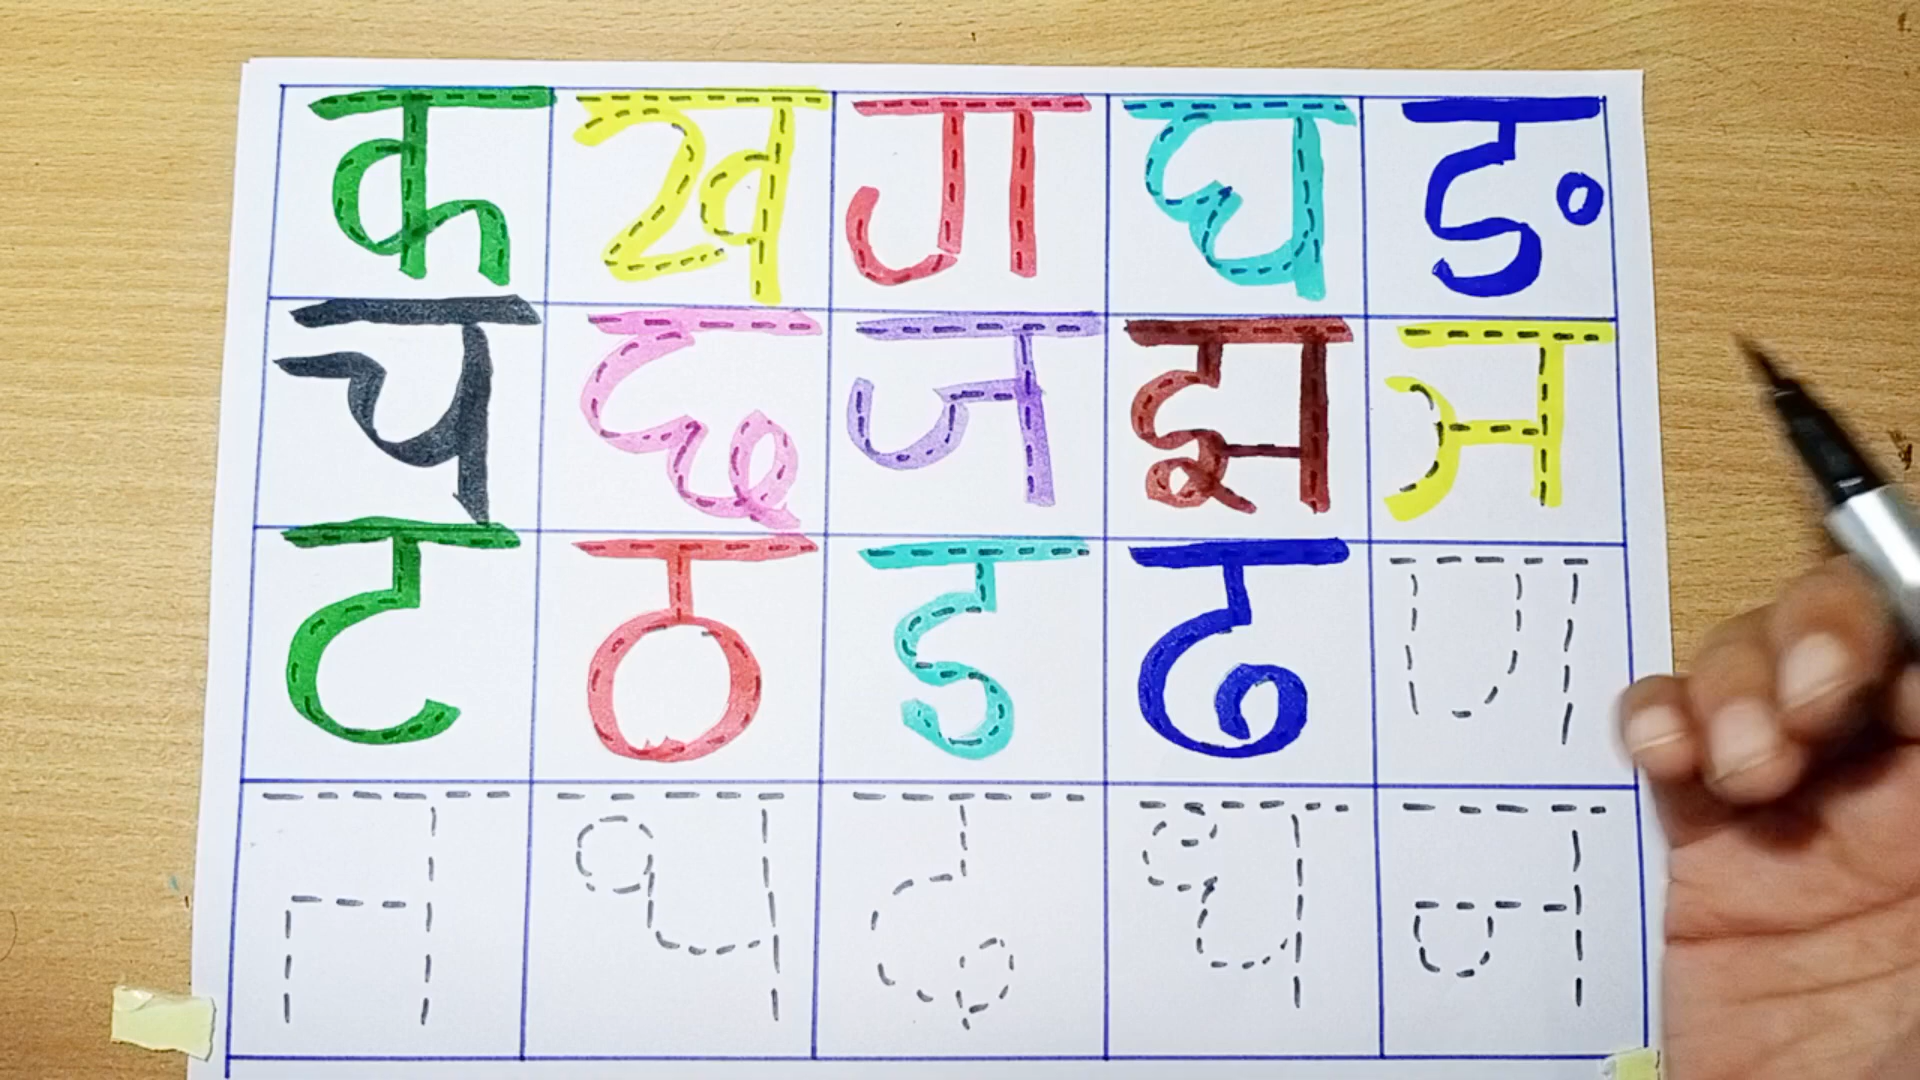 क ख ग घ ङ
च छ ज झ ञ
ट ठ ड ढ ण
त थ द ध न